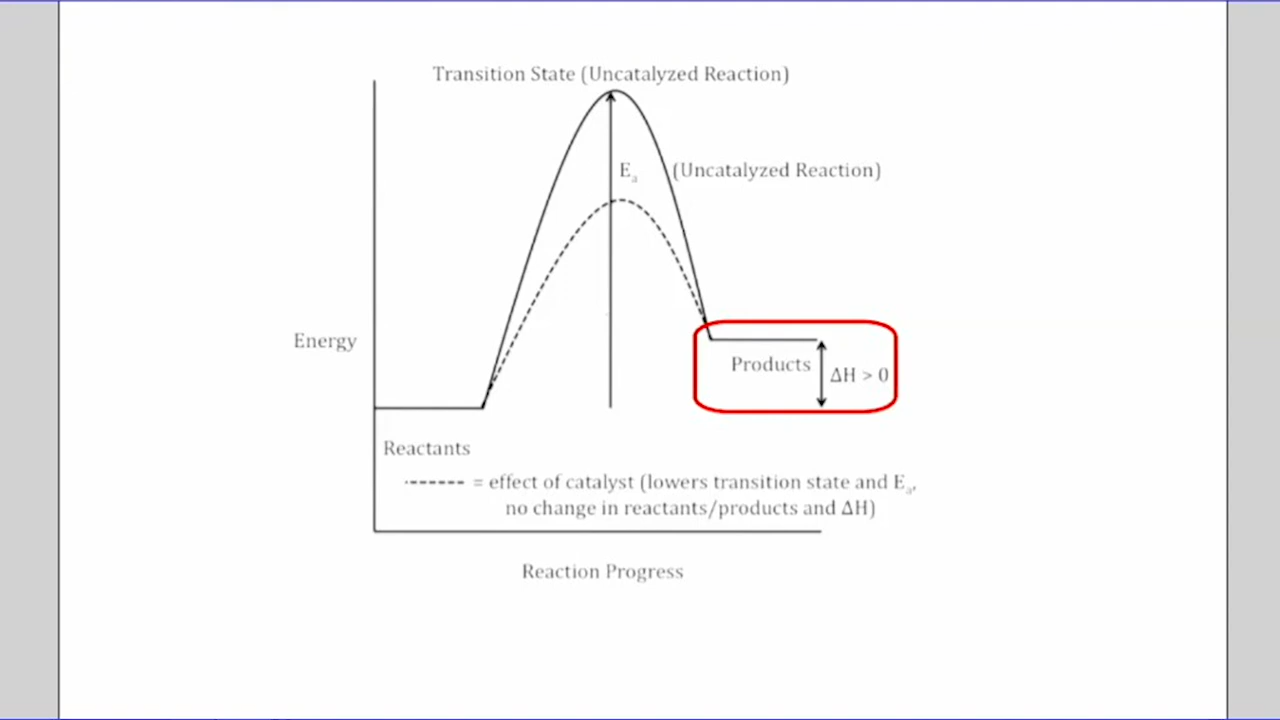 Transition State (Uncatalyzed Reaction)
Eₐ
(Uncatalyzed Reaction)
Energy
Products
ΔH > 0
Reactants
= effect of catalyst (lowers transition state and Eₐ,
no change in reactants/products and ΔH)
Reaction Progress